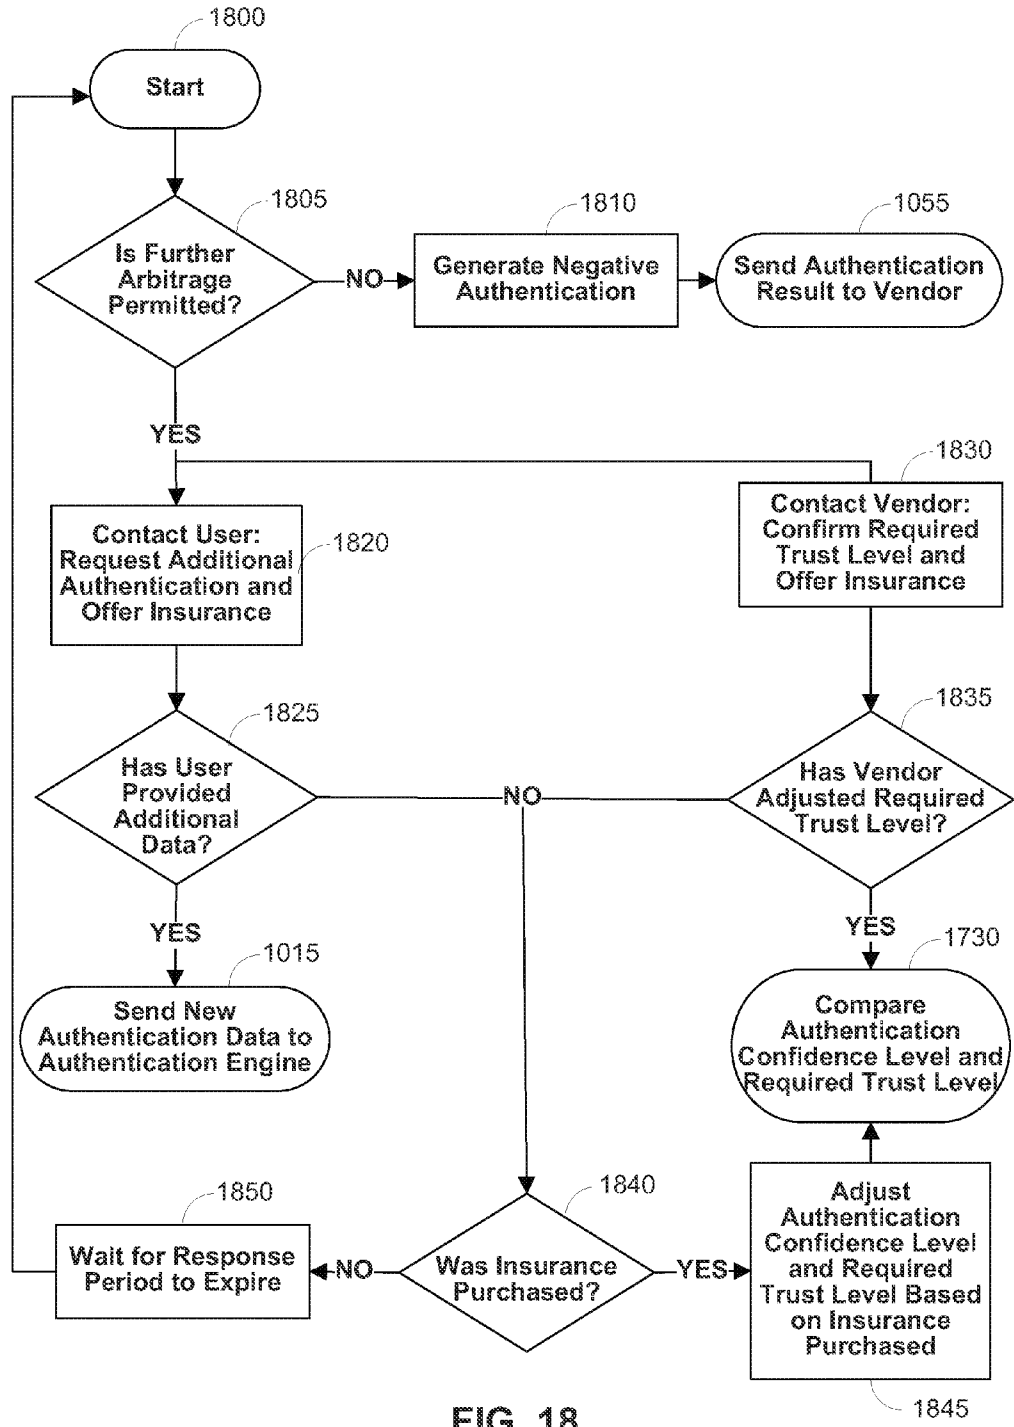 1800
Start
1805
Is Further
Arbitrage
Permitted?
NO
1810
Generate Negative
Authentication
1055
Send Authentication
Result to Vendor
YES
1820
Contact User:
Request Additional
Authentication and
Offer Insurance
1830
Contact Vendor:
Confirm Required
Trust Level and
Offer Insurance
1825
Has User
Provided
Additional
Data?
NO
1835
Has Vendor
Adjusted Required
Trust Level?
YES
1015
Send New
Authentication Data to
Authentication Engine
YES
1730
Compare
Authentication
Confidence Level and
Required Trust Level
1850
Wait for Response
Period to Expire
NO
1840
Was Insurance
Purchased?
YES
Adjust
Authentication
Confidence Level
and Required
Trust Level Based
on Insurance
Purchased
1845
FIG. 18